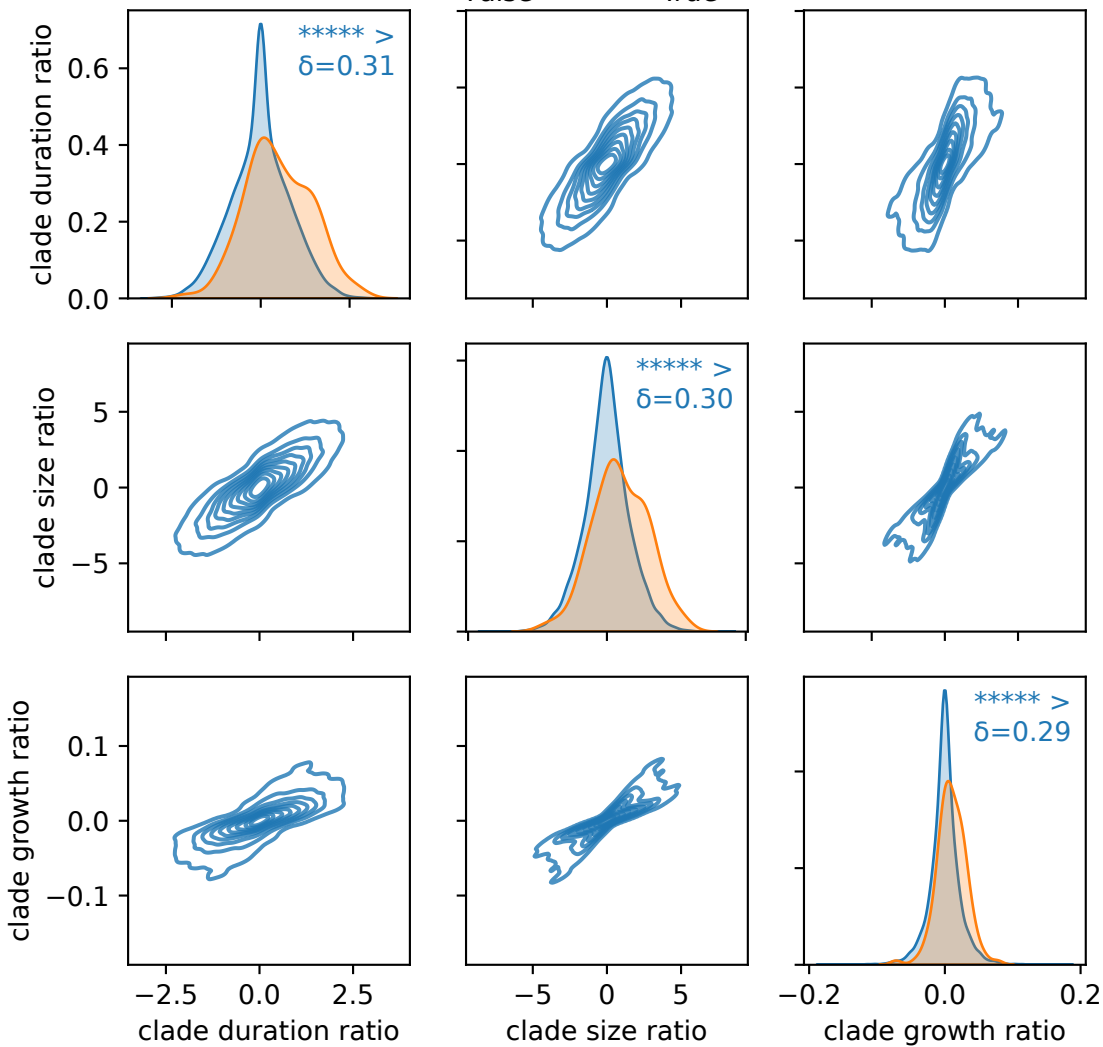 ***** >
δ=0.31
clade duration ratio
0.6
0.4
0.2
0.0
***** >
δ=0.30
clade size ratio
5
0
−5
***** >
δ=0.29
clade growth ratio
0.1
0.0
−0.1
−2.5 0.0 2.5 −5 0 5 −0.2 0.0 0.2
clade duration ratio clade size ratio clade growth ratio